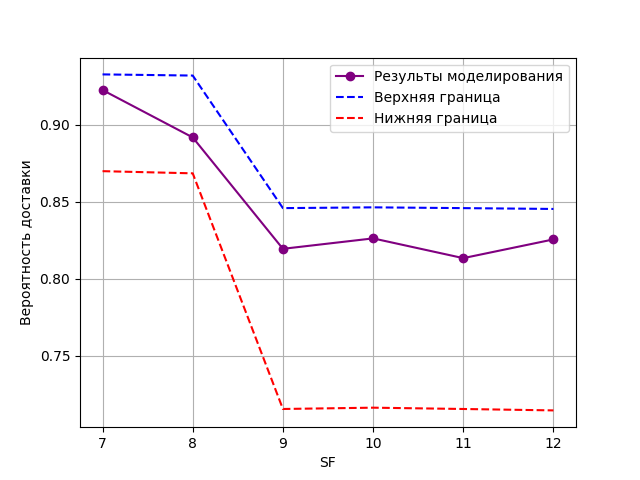 Результы моделирования
Верхняя граница
Нижняя граница
Вероятность доставки
0.90
0.85
0.80
0.75
7 8 9 10 11 12
SF